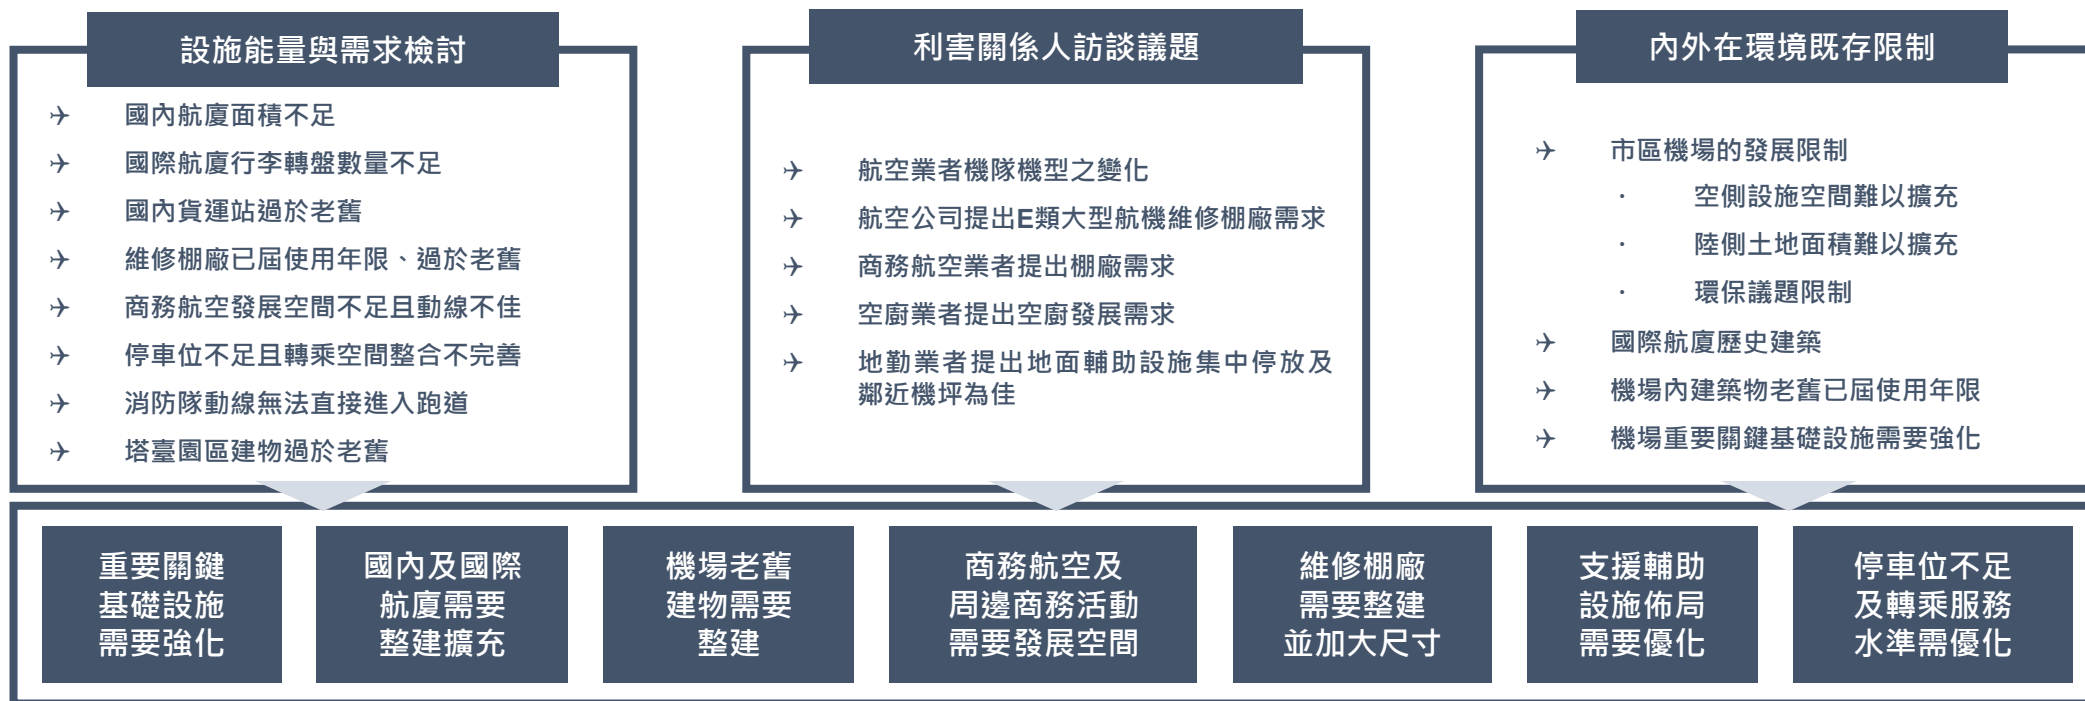 設施能量與需求檢討
✈ 國內航廈面積不足
✈ 國際航廈行李轉盤數量不足
✈ 國內貨運站過於老舊
✈ 維修棚廠已屆使用年限、過於老舊
✈ 商務航空發展空間不足且動線不佳
✈ 停車位不足且轉乘空間整合不完善
✈ 消防隊動線無法直接進入跑道
✈ 塔臺園區建物過於老舊
利害關係人訪談議題
✈ 航空業者機隊機型之變化
✈ 航空公司提出E類大型航機維修棚廠需求
✈ 商務航空業者提出棚廠需求
✈ 空廚業者提出空廚發展需求
✈ 地勤業者提出地面輔助設施集中停放及
鄰近機坪為佳
內外在環境既存限制
✈ 市區機場的發展限制
· 空側設施空間難以擴充
· 陸側土地面積難以擴充
· 環保議題限制
✈ 國際航廈歷史建築
✈ 機場內建築物老舊已屆使用年限
✈ 機場重要關鍵基礎設施需要強化
重要關鍵
基礎設施
需要強化
國內及國際
航廈需要
整建擴充
機場老舊
建物需要
整建
商務航空及
周邊商務活動
需要發展空間
維修棚廠
需要整建
並加大尺寸
支援輔助
設施佈局
需要優化
停車位不足
及轉乘服務
水準需優化